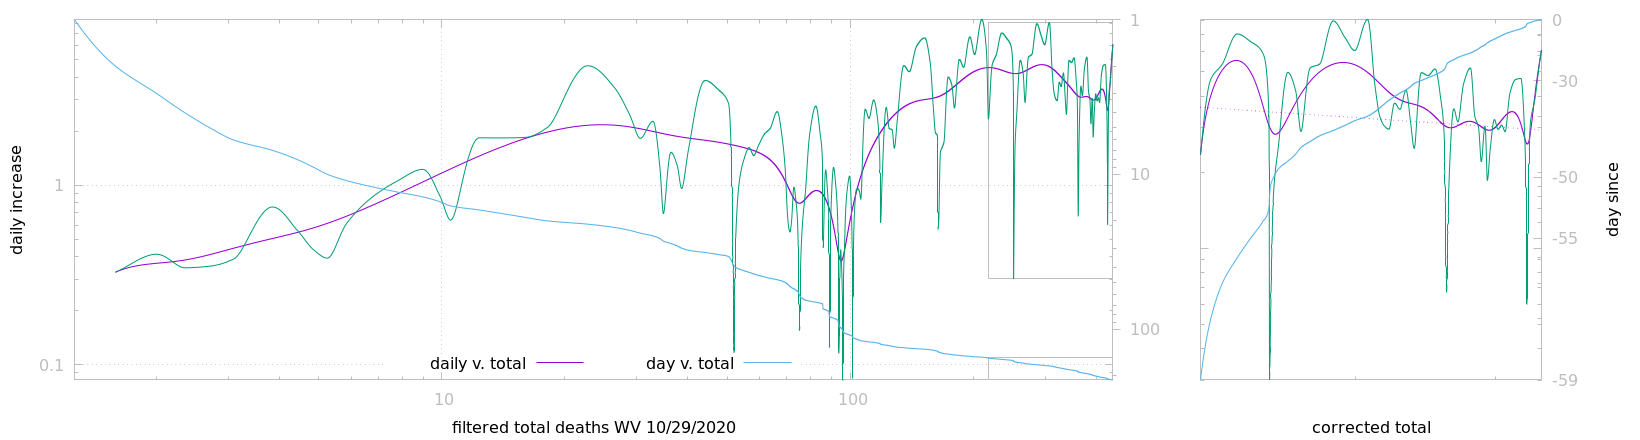 daily increase
1
0.1
10
100
daily v. total
day v. total
filtered total deaths WV 10/29/2020
1
10
100
0
-30
-50
-55
-59
day since
corrected total